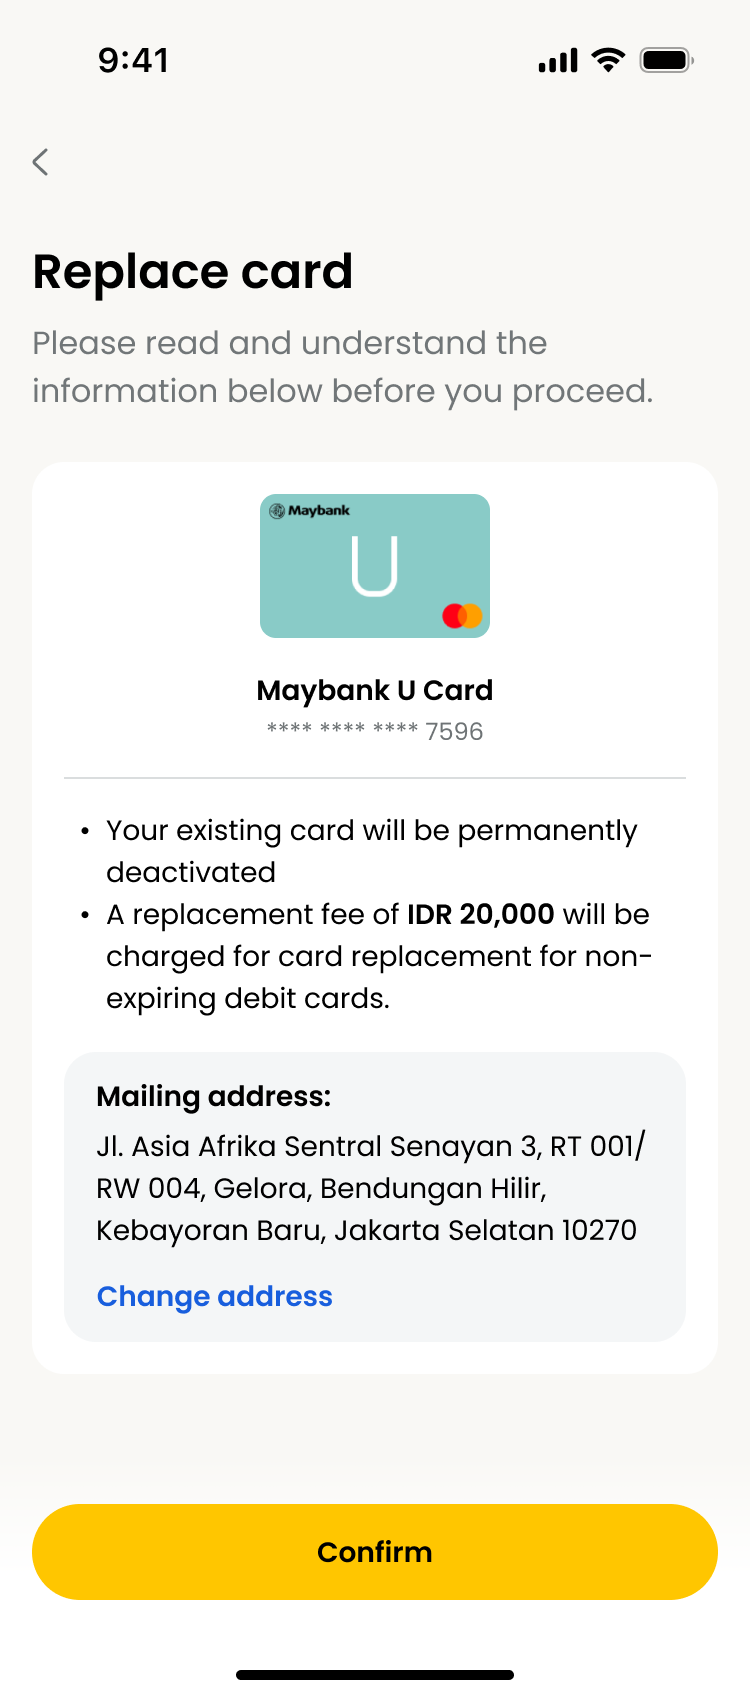 9:41
Replace card
Please read and understand the
information below before you proceed.
Maybank
U
Maybank U Card
**** **** **** 7596
• Your existing card will be permanently
deactivated
• A replacement fee of IDR 20,000 will be
charged for card replacement for non-
expiring debit cards.
Mailing address:
Jl. Asia Afrika Sentral Senayan 3, RT 001/
RW 004, Gelora, Bendungan Hilir,
Kebayoran Baru, Jakarta Selatan 10270
Change address
Confirm